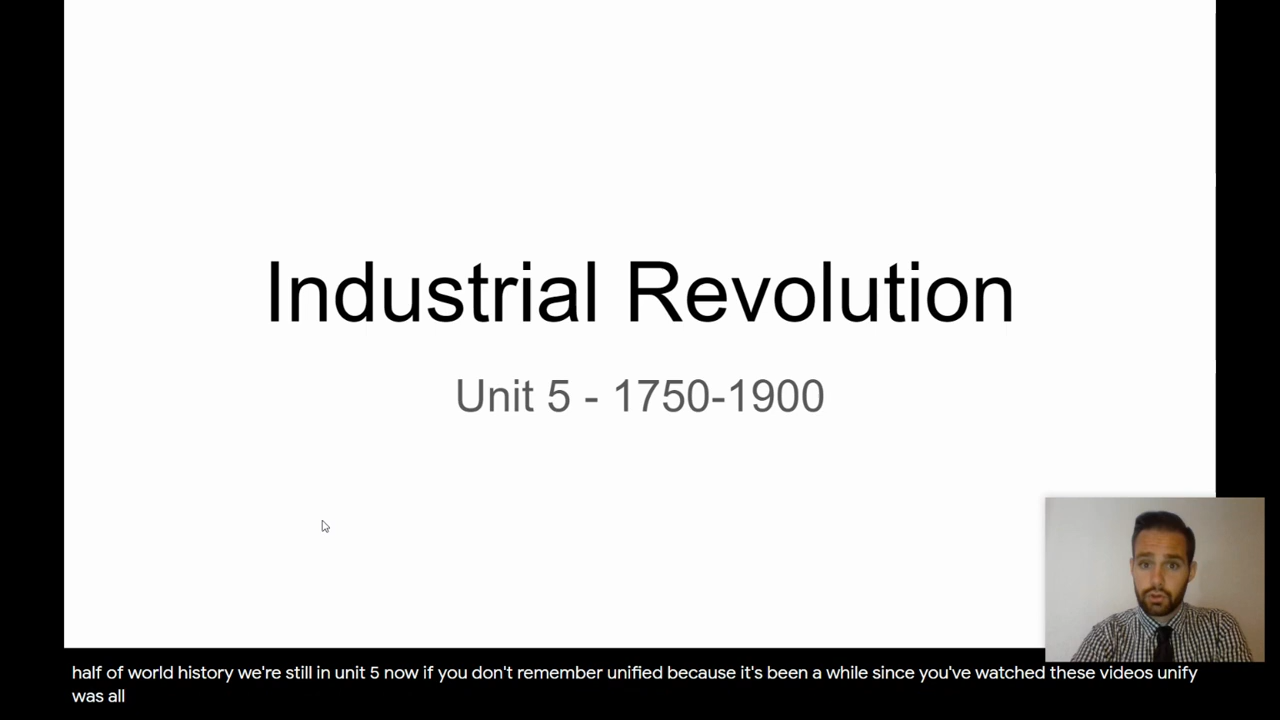 Industrial Revolution
Unit 5 - 1750-1900
half of world history we're still in unit 5 now if you don't remember unified because it's been a while since you've watched these videos unify
was all